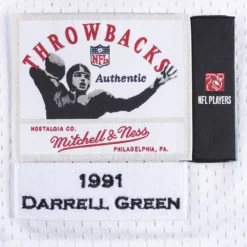 THROWBACKS
NFL
Authentic
NFL PLAYERS
NOSTALGIA CO.
Mitchell & Ness
PHILADELPHIA, PA.
1991
DARRELL GREEN